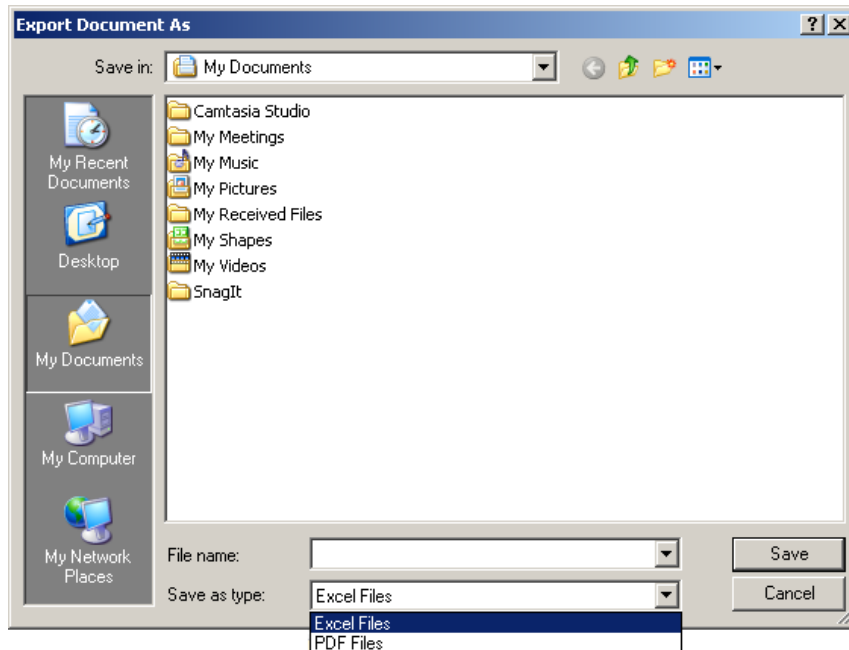 Export Document As
Save in:
My Documents
My Recent
Documents
Desktop
My Documents
My Computer
My Network
Places
Camtasia Studio
My Meetings
My Music
My Pictures
My Received Files
My Shapes
My Videos
SnagIt
File name:
Save
Save as type:
Excel Files
Cancel
Excel Files
PDF Files